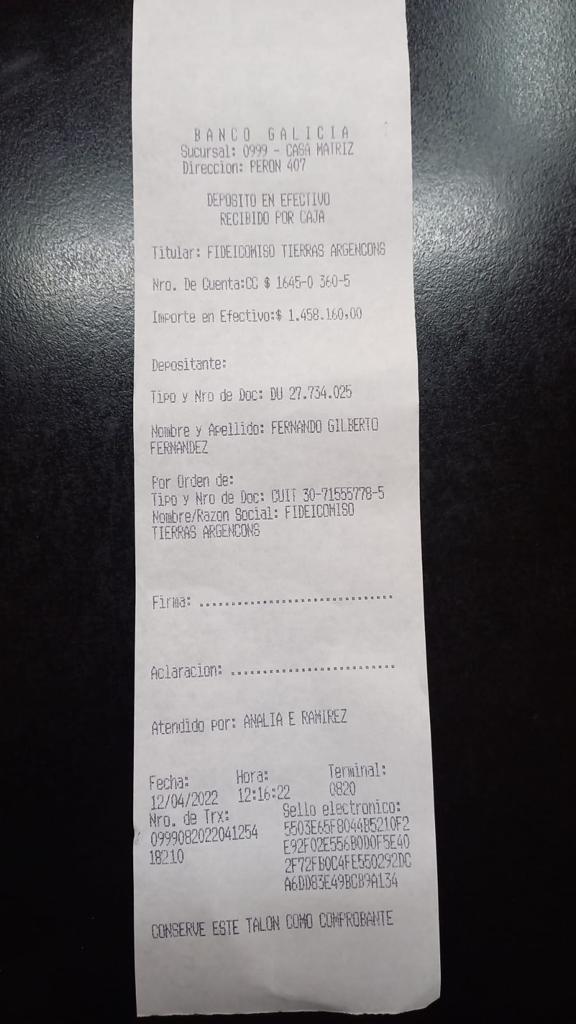 BANCO GALICIA
Sucursal: 0999 - CASA MATRIZ
Direccion: PERON 407
DEPOSITO EN EFECTIVO
RECIBIDO POR CAJA
Titular: FIDEICOMISO TIERRAS ARGENCONS
Nro. De Cuenta:CC $ 1645-0 360-5
Importe en Efectivo:$ 1.458.160,00
Depositante:
Tipo y Nro de Doc: DU 27.734.025
Nombre y Apellido: FERNANDO GILBERTO
FERNANDEZ
Por Orden de:
Tipo y Nro de Doc: CUIT 30-71555778-5
Nombre/Razon Social: FIDEICOMISO
TIERRAS ARGENCONS
Firma: ..............................
Aclaracion: ..........................
Atendido por: ANALIA E RAMIREZ
Fecha: Hora: Terminal:
12/04/2022 12:16:22 0820
Nro. de Trx: Sello electronico:
0999082022041254 5503E65F8044B5210F2
18210 E92F02E556B0D0F5E40
2F72FB0C4FE550292DC
A6DD83E49BCB9A134
CONSERVE ESTE TALON COMO COMPROBANTE